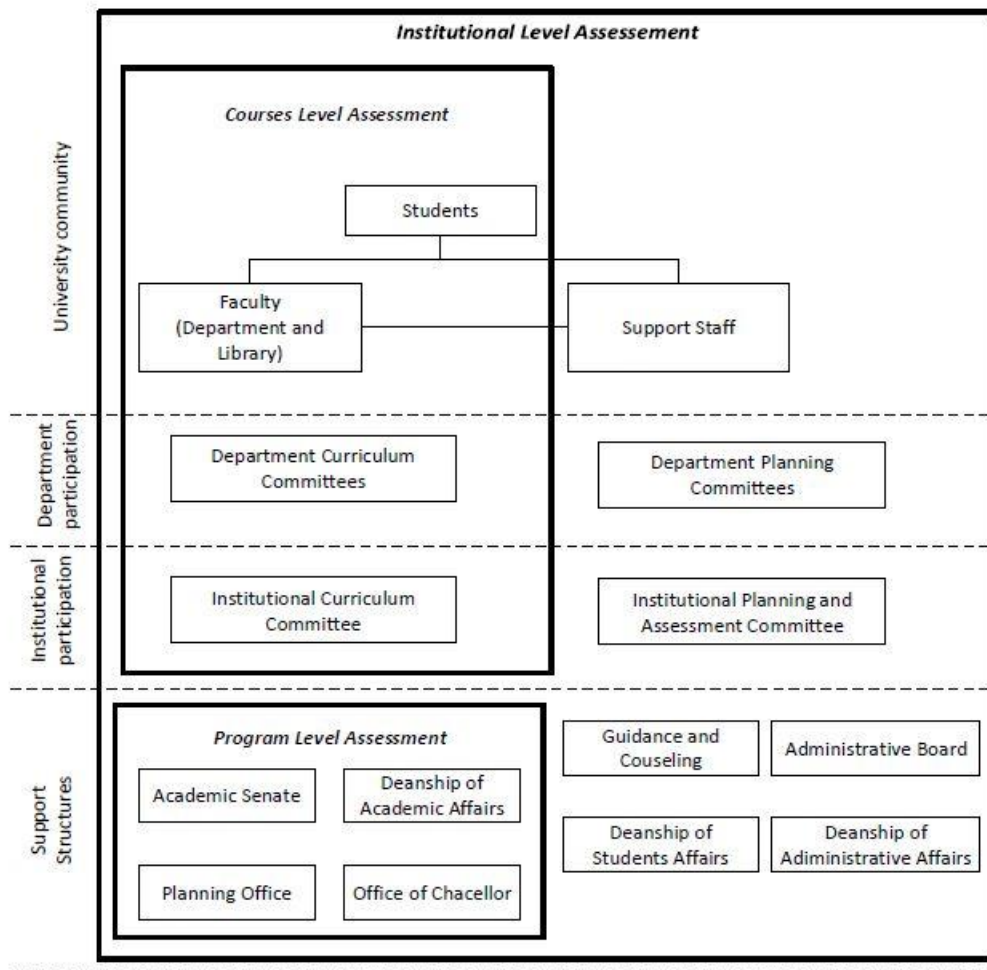 Institutional Level Assessement
Courses Level Assessment
University community
Students
Faculty
(Department and
Library)
Support Staff
Department
participation
Department Curriculum
Committees
Department Planning
Committees
Institutional
participation
Institutional Curriculum
Committee
Institutional Planning and
Assessment Committee
Support
Structures
Program Level Assessment
Academic Senate
Deanship of
Academic Affairs
Planning Office
Office of Chacellor
Guidance and
Couseling
Administrative Board
Deanship of
Students Affairs
Deanship of
Adiministrative Affairs